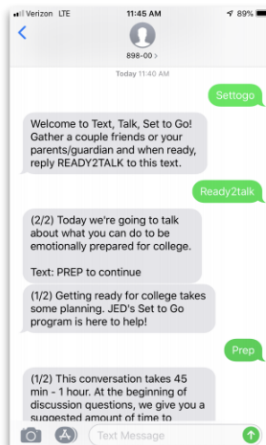 Verizon LTE 11:45 AM 89%
898-00 >
Today 11:40 AM
Settogo
Welcome to Text, Talk, Set to Go!
Gather a couple friends or your
parents/guardian and when ready,
reply READY2TALK to this text.
Ready2talk
(2/2) Today we're going to talk
about what you can do to be
emotionally prepared for college.
Text: PREP to continue
(1/2) Getting ready for college takes
some planning. JED's Set to Go
program is here to help!
Prep
(1/2) This conversation takes 45
min - 1 hour. At the beginning of
discussion questions, we give you a
suggested amount of time to
Text Message